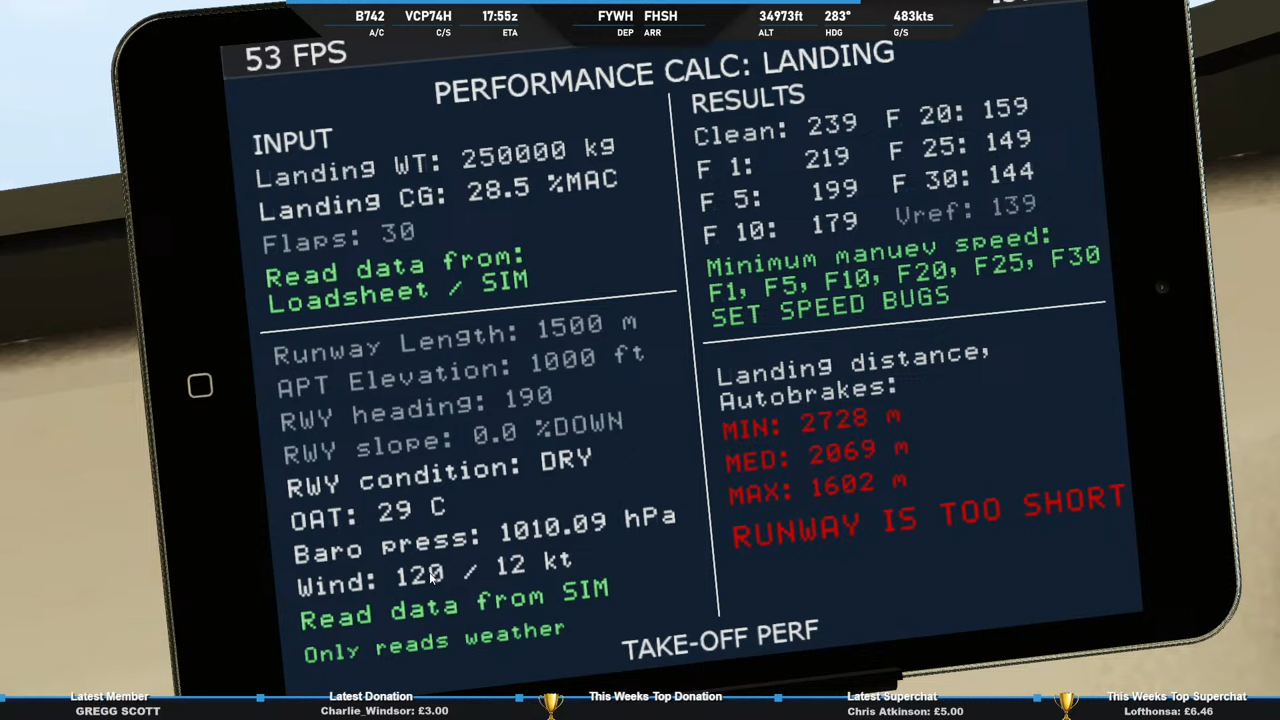 B742 VCP74H 17:55z FYWH FHSH 34973ft 283° 483kts
A/C C/S ETA DEP ARR ALT HDG G/S
53 FPS
PERFORMANCE CALC: LANDING
INPUT
Landing WT: 250000 kg
Landing CG: 28.5 %MAC
Flaps: 30
Read data from:
Loadsheet / SIM
Runway Length: 1500 m
APT Elevation: 1000 ft
RWY heading: 190
RWY slope: 0.0 %DOWN
RWY condition: DRY
OAT: 29 C
Baro press: 1010.09 hPa
Wind: 120 / 12 kt
Read data from SIM
Only reads weather
RESULTS
Clean: 239 F 20: 159
F 1: 219 F 25: 149
F 5: 199 F 30: 144
F 10: 179 Vref: 139
Minimum manuev speed:
F1, F5, F10, F20, F25, F30
SET SPEED BUGS
Landing distance,
Autobrakes:
MIN: 2728 m
MED: 2069 m
MAX: 1602 m
RUNWAY IS TOO SHORT
TAKE-OFF PERF
Latest Member Latest Donation This Weeks Top Donation Latest Superchat This Weeks Top Superchat
GREGG SCOTT Charlie_Windsor: £3.00 Chris Atkinson: £5.00 Lofthonsa: £6.46